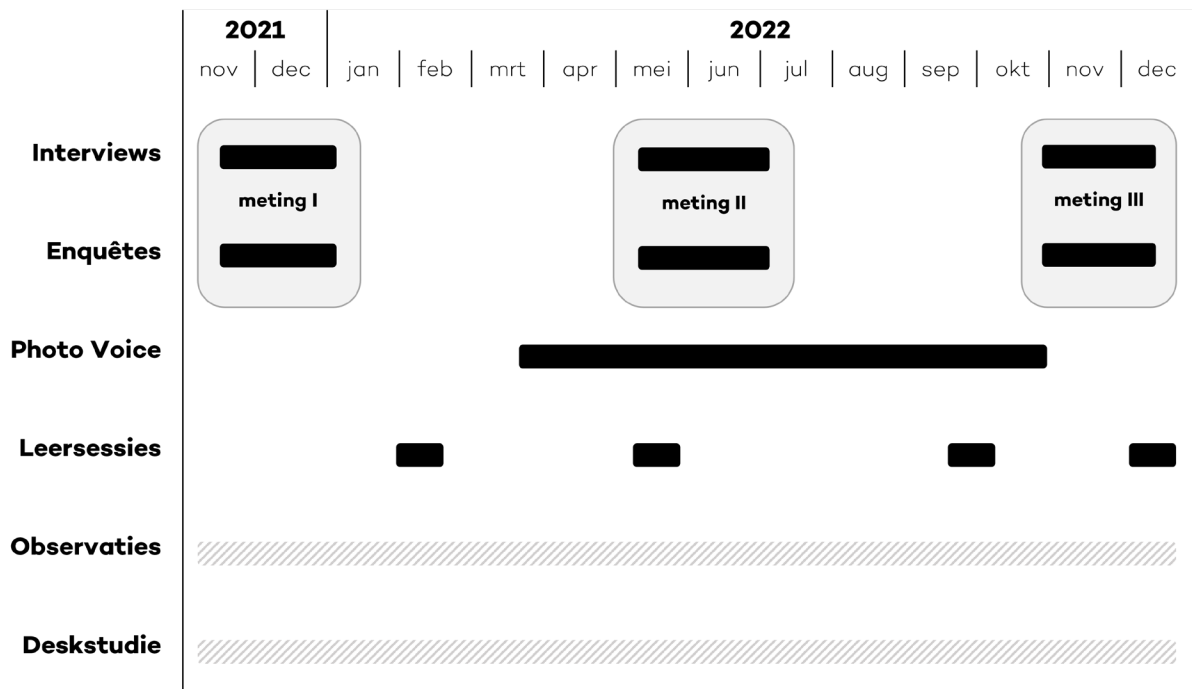 2021 2022
nov dec jan feb mrt apr mei jun jul aug sep okt nov dec
Interviews
meting I meting II meting III
Enquêtes
Photo Voice
Leersessies
Observaties
Deskstudie